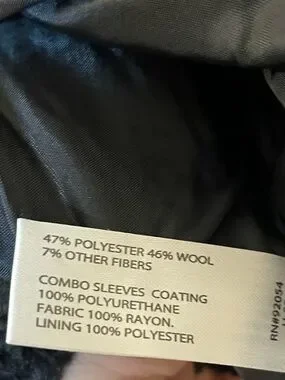 47% POLYESTER 46% WOOL
7% OTHER FIBERS
COMBO SLEEVES COATING
100% POLYURETHANE
FABRIC 100% RAYON.
LINING 100% POLYESTER
RN#92054